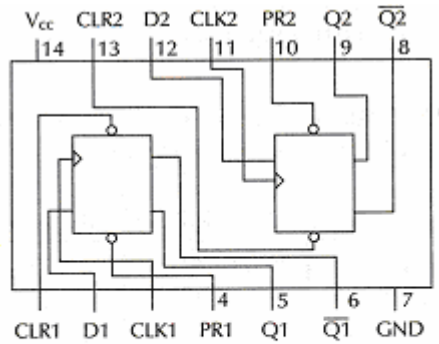 Vcc CLR2 D2 CLK2 PR2 Q2 Q̅2̅
14 13 12 11 10 9 8
4 5 6 7
CLR1 D1 CLK1 PR1 Q1 Q̅1̅ GND